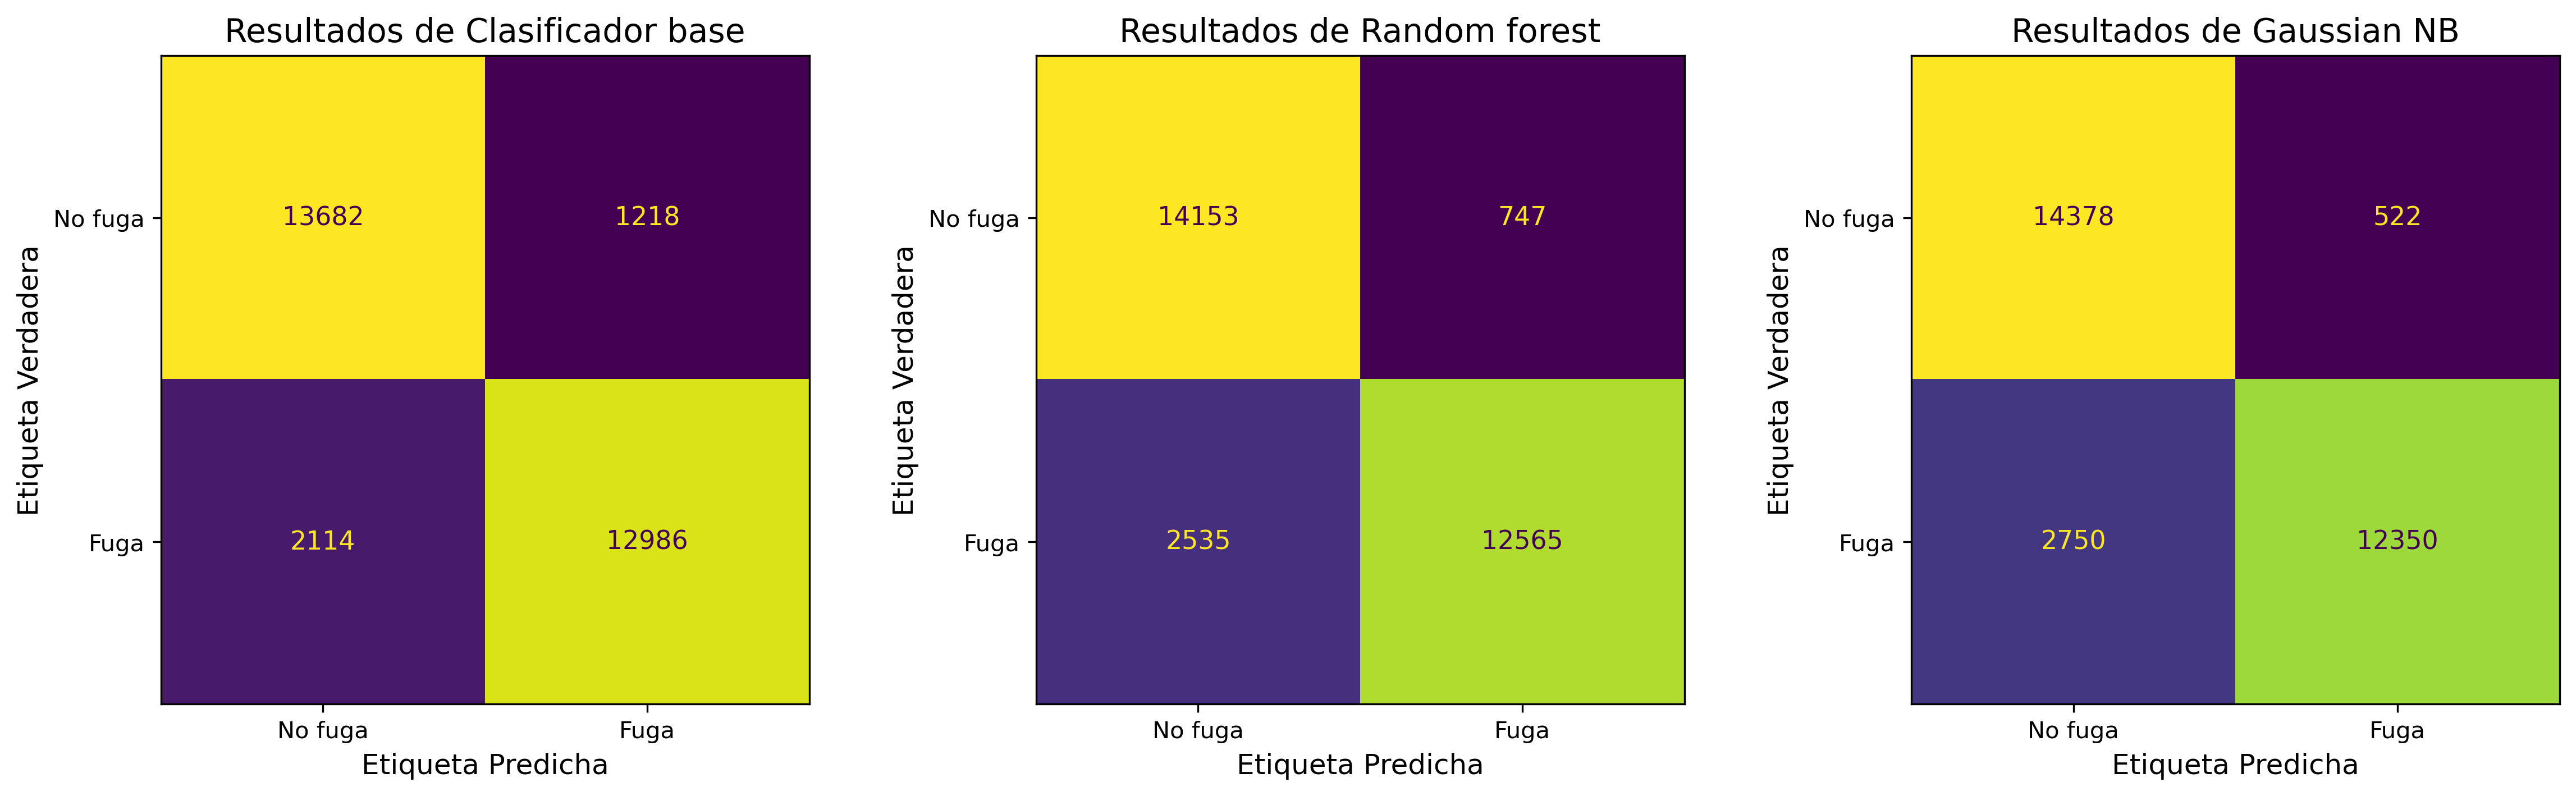 Resultados de Clasificador base
Etiqueta Verdadera
No fuga
13682
1218
Fuga
2114
12986
No fuga
Fuga
Etiqueta Predicha
Resultados de Random forest
Etiqueta Verdadera
No fuga
14153
747
Fuga
2535
12565
No fuga
Fuga
Etiqueta Predicha
Resultados de Gaussian NB
Etiqueta Verdadera
No fuga
14378
522
Fuga
2750
12350
No fuga
Fuga
Etiqueta Predicha